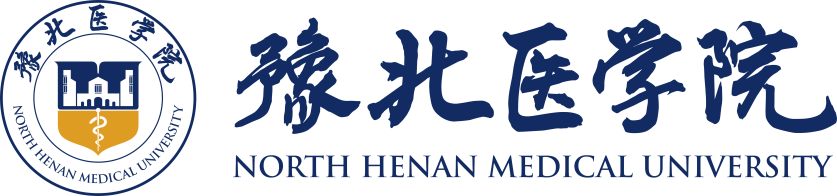 豫北医学院
NORTH HENAN MEDICAL UNIVERSITY
豫北医学院
NORTH HENAN MEDICAL UNIVERSITY